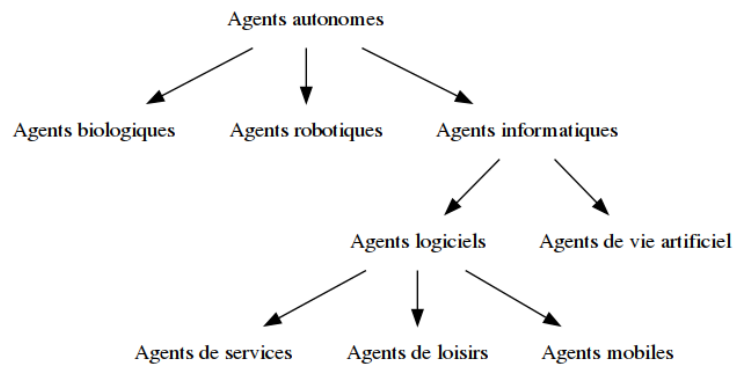 Agents autonomes
Agents biologiques
Agents robotiques
Agents informatiques
Agents logiciels
Agents de vie artificiel
Agents de services
Agents de loisirs
Agents mobiles